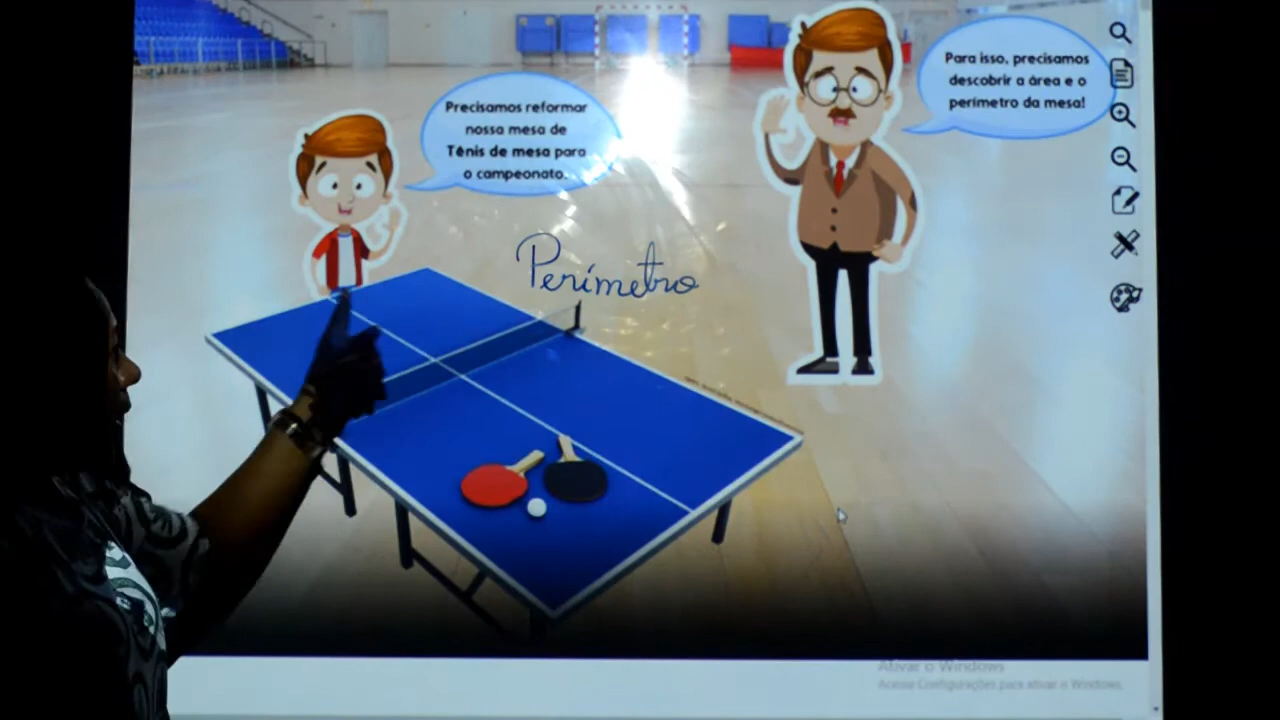 Precisamos reformar
nossa mesa de
Tênis de mesa para
o campeonato.
Para isso, precisamos
descobrir a área e o
perímetro da mesa!
Perímetro
Ativar o Windows
Acesse Configurações para ativar o Windows.